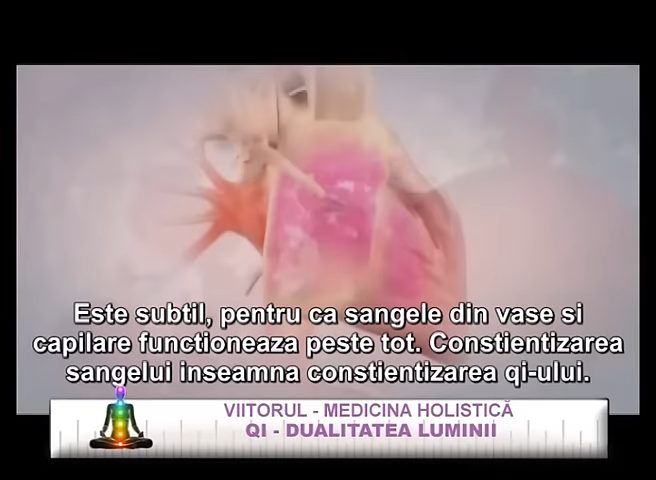 Este subtil, pentru ca sangele din vase si
capilare functioneaza peste tot. Constientizarea
sangelui inseamna constientizarea qi-ului.
VIITORUL - MEDICINA HOLISTICĂ
QI - DUALITATEA LUMINII